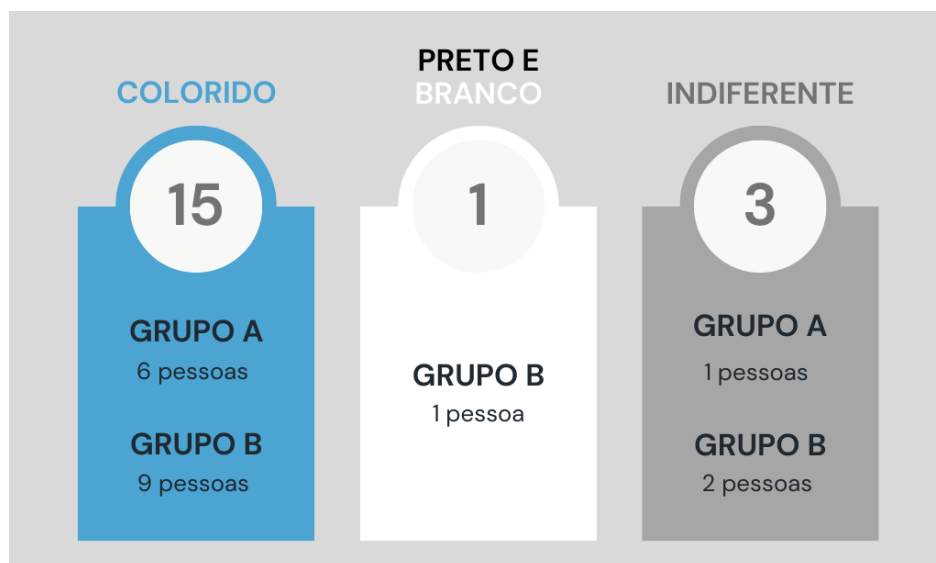 COLORIDO
15
GRUPO A
6 pessoas
GRUPO B
9 pessoas
PRETO E
BRANCO
1
GRUPO B
1 pessoa
INDIFERENTE
3
GRUPO A
1 pessoas
GRUPO B
2 pessoas